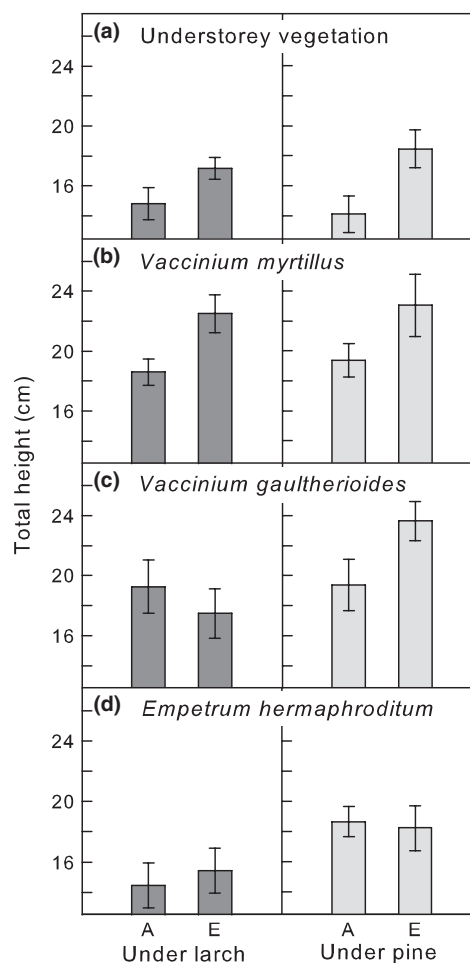 (a) Understorey vegetation
24
20
16
(b) Vaccinium myrtillus
24
20
16
(c) Vaccinium gaultherioides
24
20
16
(d) Empetrum hermaphroditum
24
20
16
Total height (cm)
A E A E
Under larch Under pine